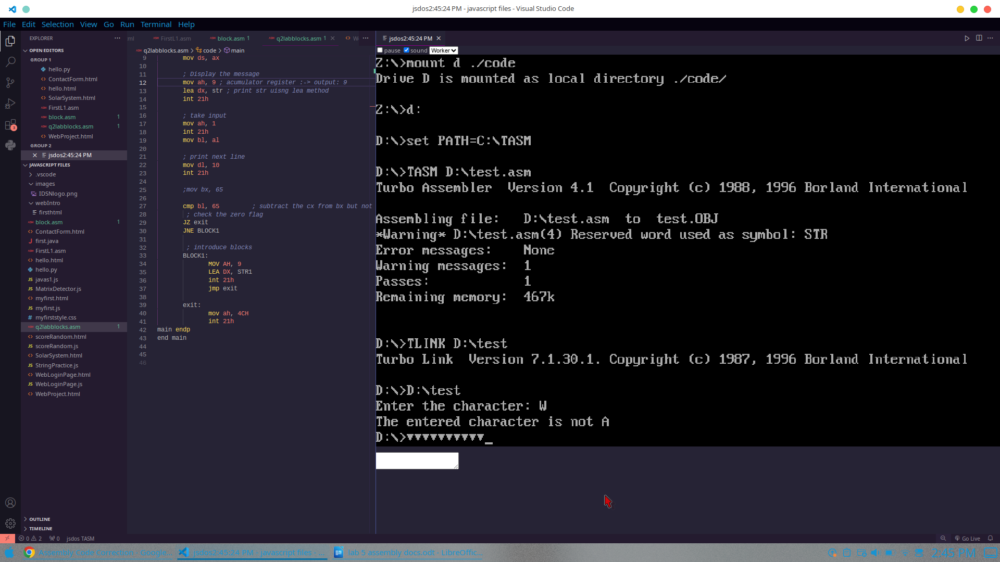 jsdos2:45:24 PM - javascript files - Visual Studio Code
File Edit Selection View Go Run Terminal Help
EXPLORER
OPEN EDITORS
GROUP 1
hello.py
ContactForm.html
hello.html
SolarSystem.html
FirstL1.asm
block.asm 1
q2labblocks.asm 1
WebProject.html
GROUP 2
jsdos2:45:24 PM
JAVASCRIPT FILES
.vscode
images
IDSNlogo.png
webIntro
firsthtml
block.asm 1
ContactForm.html
first.java
FirstL1.asm
hello.html
hello.py
javas1.js
MatrixDetector.js
myfirst.html
myfirst.js
myfirststyle.css
q2labblocks.asm 1
scoreRandom.html
scoreRandom.js
SolarSystem.html
StringPractice.js
WebLoginPage.html
WebLoginPage.js
WebProject.html
OUTLINE
TIMELINE
3
ml FirstL1.asm block.asm 1 q2labblocks.asm 1
q2labblocks.asm > code > main
9 mov ds, ax
10
11 ; Display the message
12 mov ah, 9 ; acumulator register :-> output: 9
13 lea dx, str ; print str uisng lea method
14 int 21h
15
16 ; take input
17 mov ah, 1
18 int 21h
19 mov bl, al
20
21 ; print next line
22 mov dl, 10
23 int 21h
24
25 ;mov bx, 65
26
27 cmp bl, 65 ; subtract the cx from bx but not
28 ; check the zero flag
29 JZ exit
30 JNE BLOCK1
31
32 ; introduce blocks
33 BLOCK1:
34 MOV AH, 9
35 LEA DX, STR1
36 int 21h
37 jmp exit
38
39 exit:
40 mov ah, 4CH
41 int 21h
42 main endp
43 end main
44
45
46
jsdos2:45:24 PM
pause sound Worker
Z:\>mount d ./code
Drive D is mounted as local directory ./code/
Z:\>d:
D:\>set PATH=C:\TASM
D:\>TASM D:\test.asm
Turbo Assembler Version 4.1 Copyright (c) 1988, 1996 Borland International
Assembling file: D:\test.asm to test.OBJ
*Warning* D:\test.asm(4) Reserved word used as symbol: STR
Error messages: None
Warning messages: 1
Passes: 1
Remaining memory: 467k
D:\>TLINK D:\test
Turbo Link Version 7.1.30.1. Copyright (c) 1987, 1996 Borland International
D:\>D:\test
Enter the character: W
The entered character is not A
D:\>▼▼▼▼▼▼▼▼▼▼_
0 2 0 jsdos TASM
Go Live
Assembly Code Correction - Google... jsdos2:45:24 PM - javascript files - ... lab 5 assembly docs.odt - LibreOffic...
2:45 PM